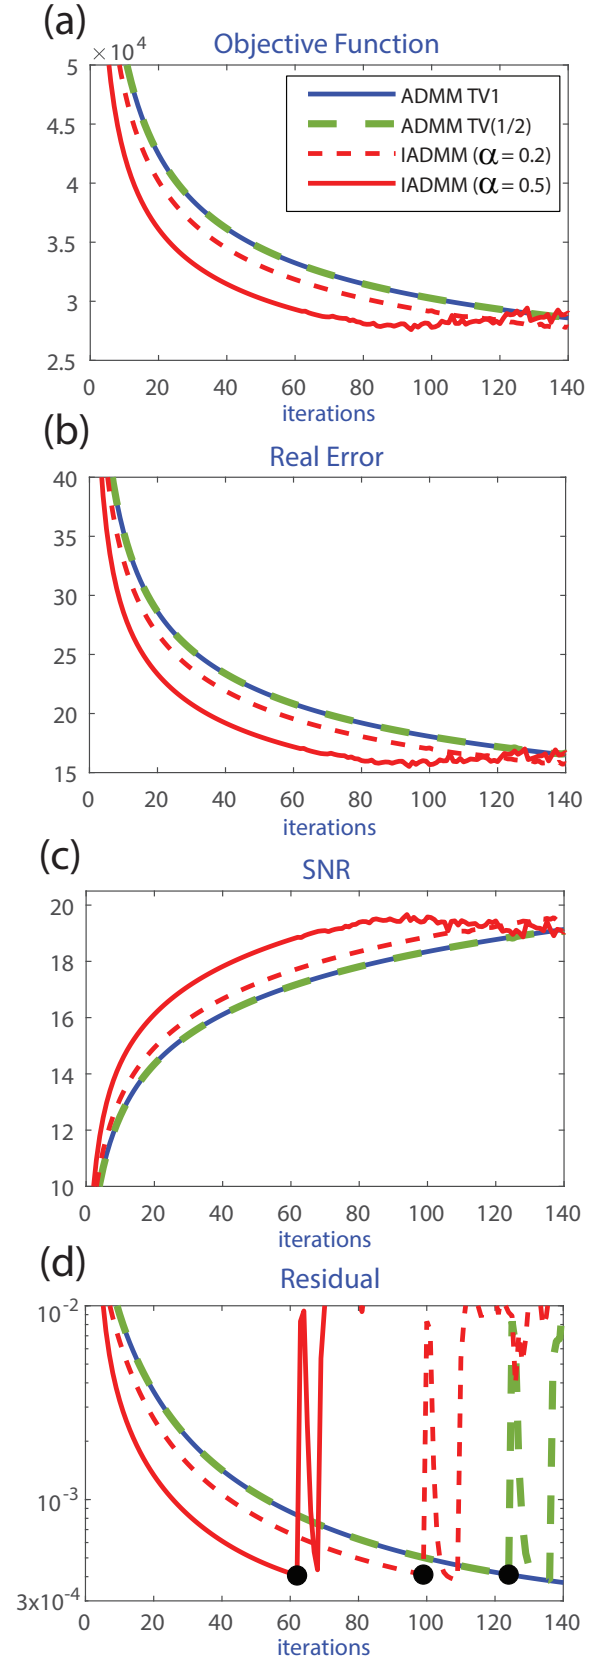 (a)
Objective Function
×10⁴
5
4.5
4
3.5
3
2.5
ADMM TV1
ADMM TV(1/2)
IADMM (α = 0.2)
IADMM (α = 0.5)
0 20 40 60 80 100 120 140
iterations
(b)
Real Error
40
35
30
25
20
15
0 20 40 60 80 100 120 140
iterations
(c)
SNR
20
18
16
14
12
10
0 20 40 60 80 100 120 140
iterations
(d)
Residual
10⁻²
10⁻³
3x10⁻⁴
0 20 40 60 80 100 120 140
iterations